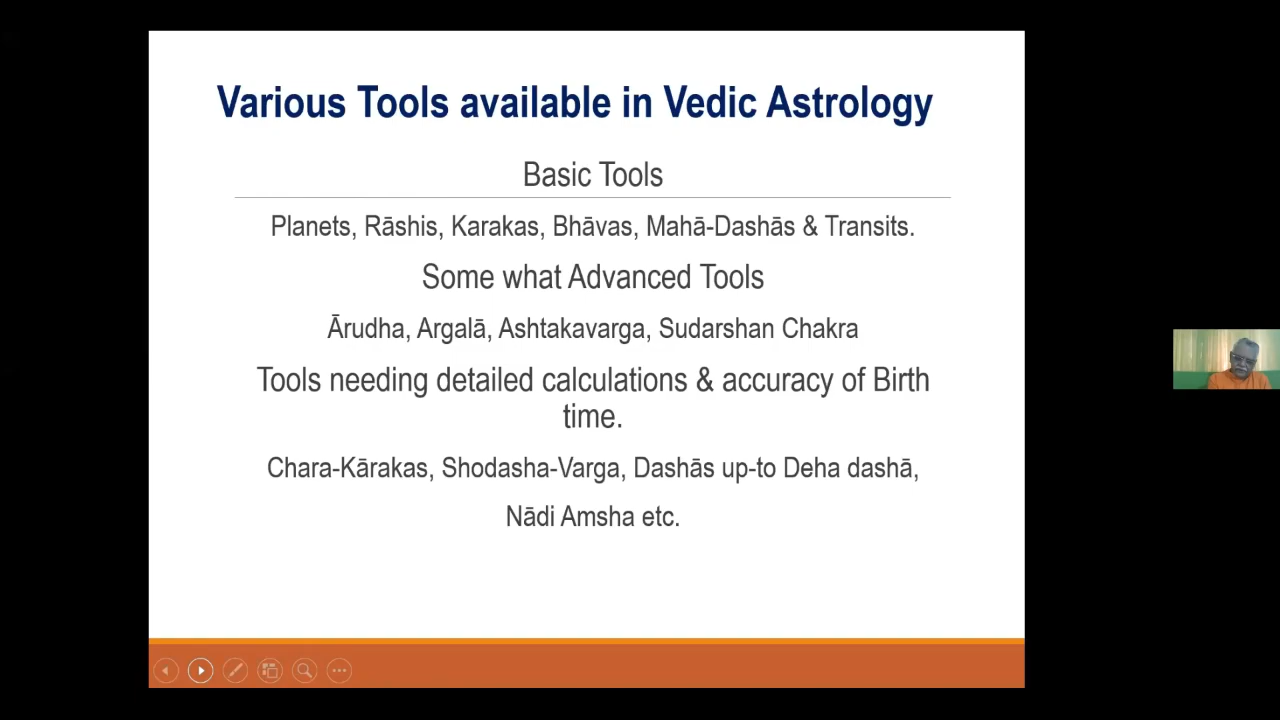 Various Tools available in Vedic Astrology
Basic Tools
Planets, Rāshis, Karakas, Bhāvas, Mahā-Dashās & Transits.
Some what Advanced Tools
Ārudha, Argalā, Ashtakavarga, Sudarshan Chakra
Tools needing detailed calculations & accuracy of Birth
time.
Chara-Kārakas, Shodasha-Varga, Dashās up-to Deha dashā,
Nādi Amsha etc.